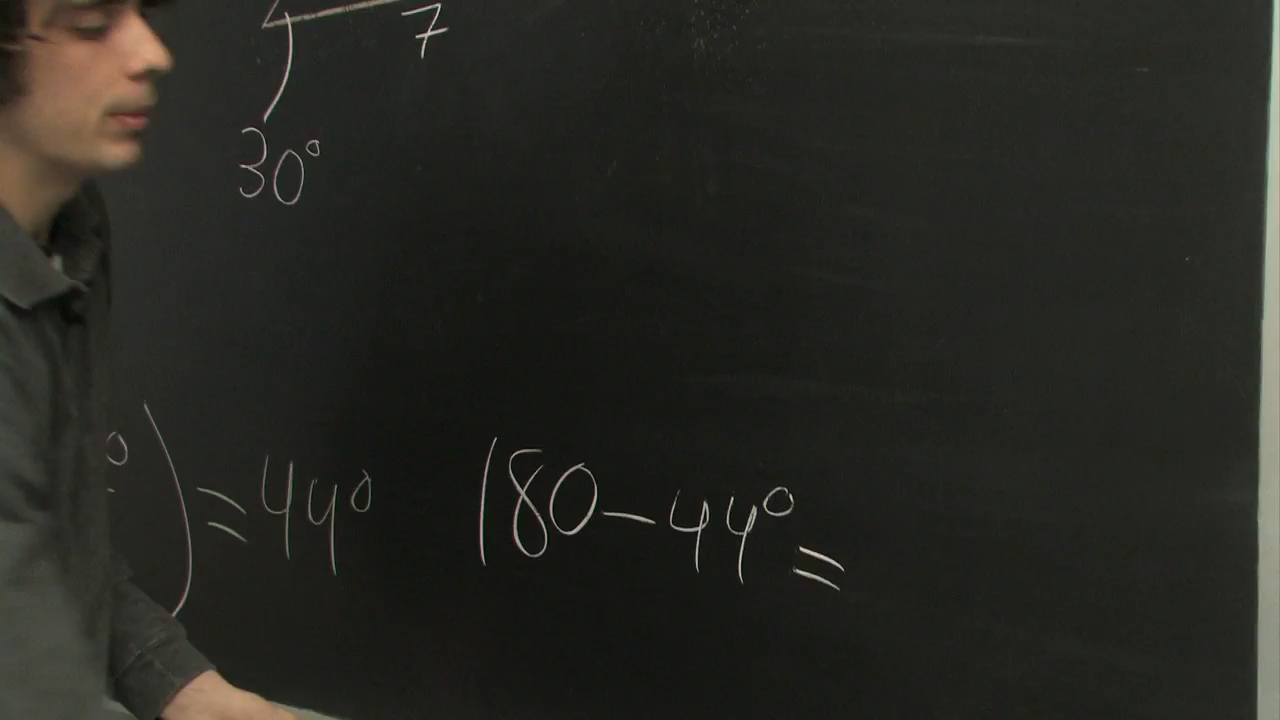 7
30°
°) = 44° 180 - 44° =